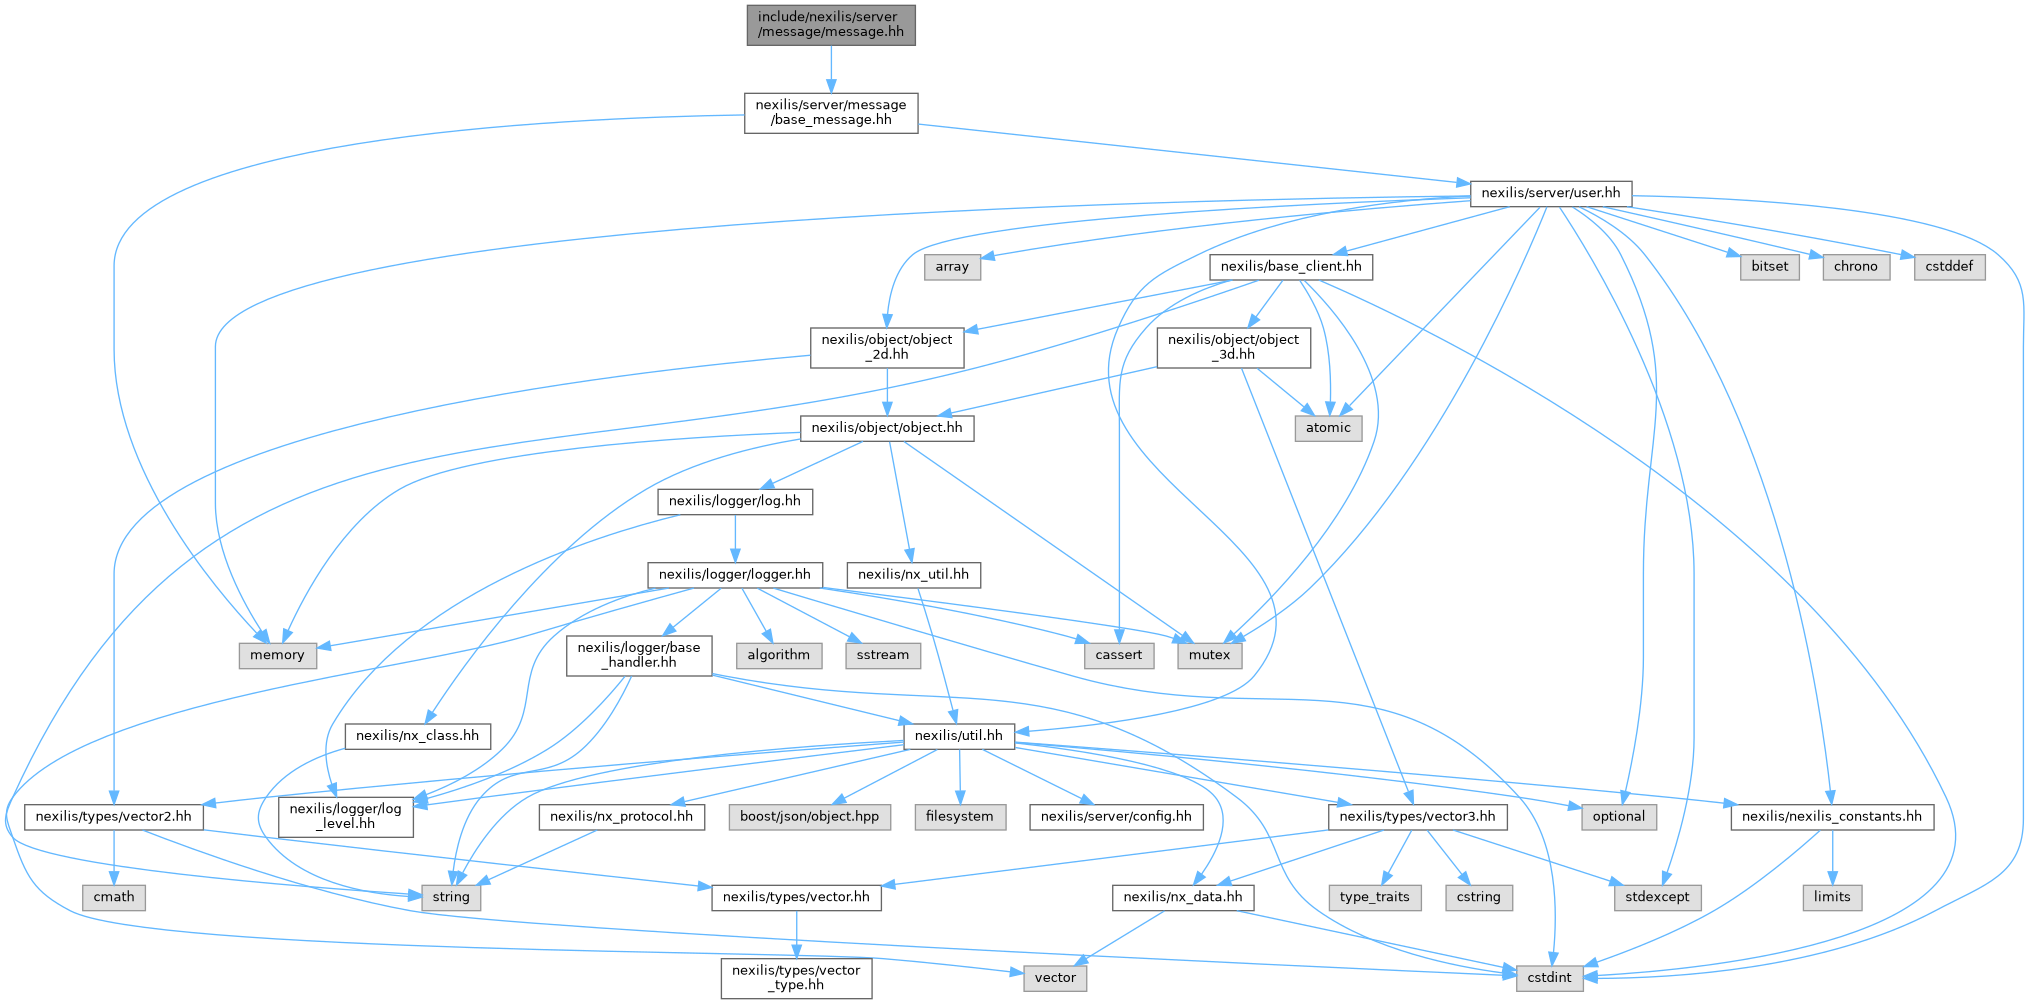 include/nexilis/server
/message/message.hh
nexilis/server/message
/base_message.hh
nexilis/server/user.hh
array
nexilis/base_client.hh
bitset
chrono
cstddef
nexilis/object/object
_2d.hh
nexilis/object/object
_3d.hh
nexilis/object/object.hh
atomic
nexilis/logger/log.hh
nexilis/logger/logger.hh
nexilis/nx_util.hh
memory
nexilis/logger/base
_handler.hh
algorithm
sstream
cassert
mutex
nexilis/nx_class.hh
nexilis/util.hh
nexilis/types/vector2.hh
nexilis/logger/log
_level.hh
nexilis/nx_protocol.hh
boost/json/object.hpp
filesystem
nexilis/server/config.hh
nexilis/types/vector3.hh
optional
nexilis/nexilis_constants.hh
cmath
string
nexilis/types/vector.hh
nexilis/nx_data.hh
type_traits
cstring
stdexcept
limits
nexilis/types/vector
_type.hh
vector
cstdint